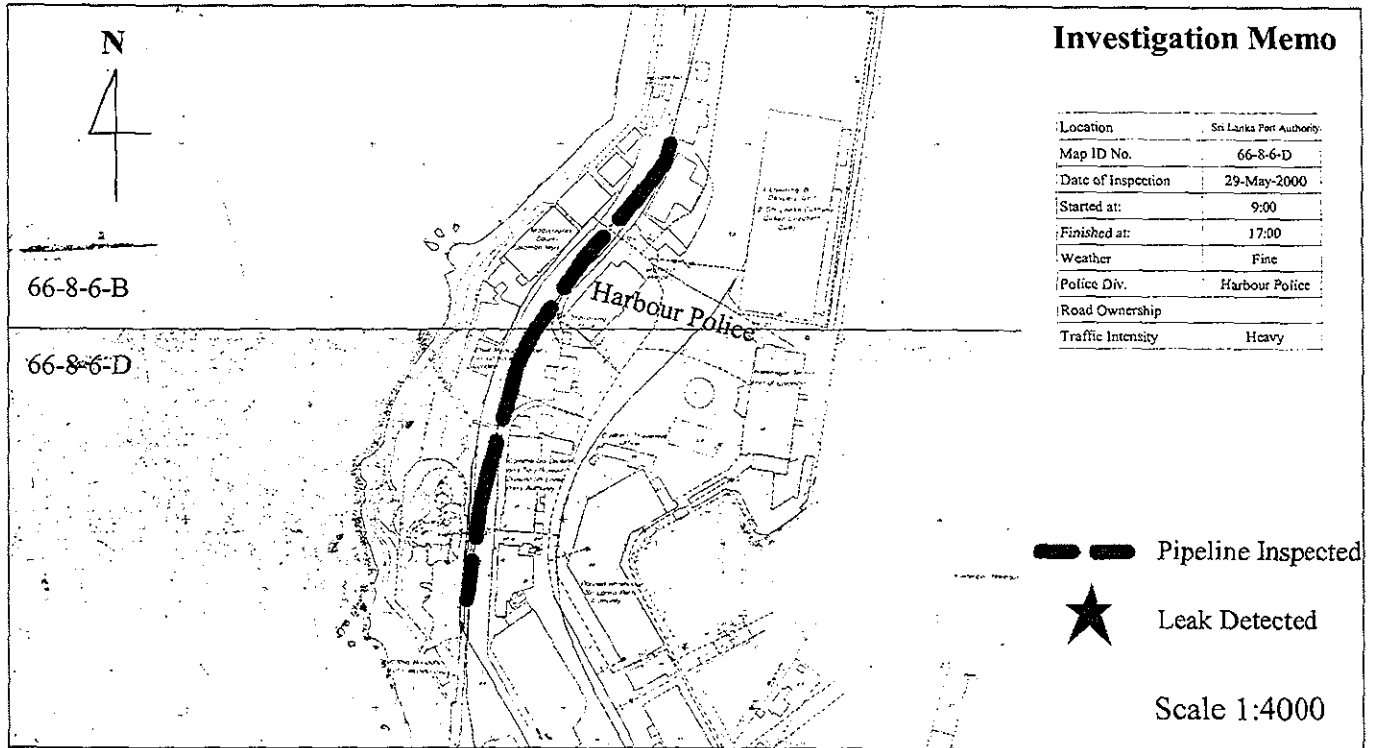 N
Investigation Memo
Location Sri Lanka Port Authority
Map ID No. 66-8-6-D
Date of Inspection 29-May-2000
Started at: 9:00
Finished at: 17:00
Weather Fine
Police Div. Harbour Police
Road Ownership
Traffic Intensity Heavy
66-8-6-B
66-8-6-D
Harbour Police
Pipeline Inspected
Leak Detected
Scale 1:4000